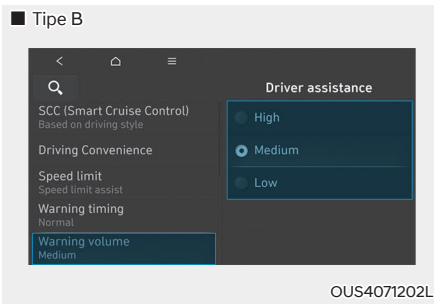 ■ Tipe B
Driver assistance
SCC (Smart Cruise Control)
Based on driving style
Driving Convenience
Speed limit
Speed limit assist
Warning timing
Normal
Warning volume
Medium
High
Medium
Low
OUS4071202L